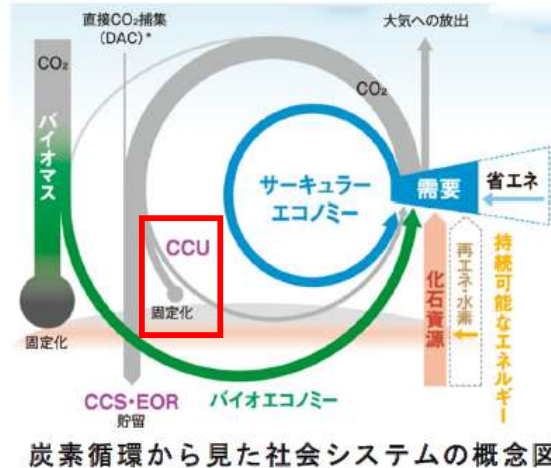 直接CO₂捕集
(DAC)*
大気への放出
CO₂
CO₂
バイオマス
サーキュラー
エコノミー
需要
省エネ
CCU
固定化
化石資源
再エネ・水素
持続可能なエネルギー
固定化
CCS・EOR
貯留
バイオエコノミー
炭素循環から見た社会システムの概念図